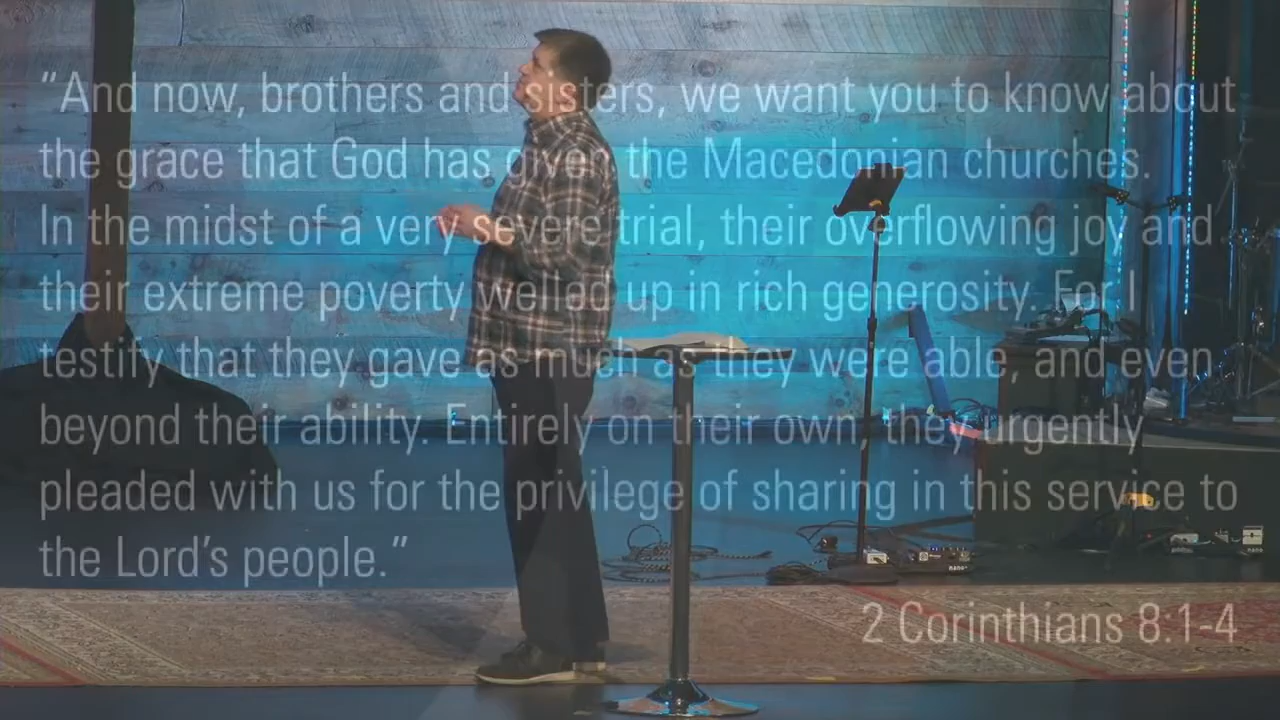 “And now, brothers and sisters, we want you to know about
the grace that God has given the Macedonian churches.
In the midst of a very severe trial, their overflowing joy and
their extreme poverty welled up in rich generosity. For I
testify that they gave as much as they were able, and even
beyond their ability. Entirely on their own they urgently
pleaded with us for the privilege of sharing in this service to
the Lord’s people.”
2 Corinthians 8:1-4